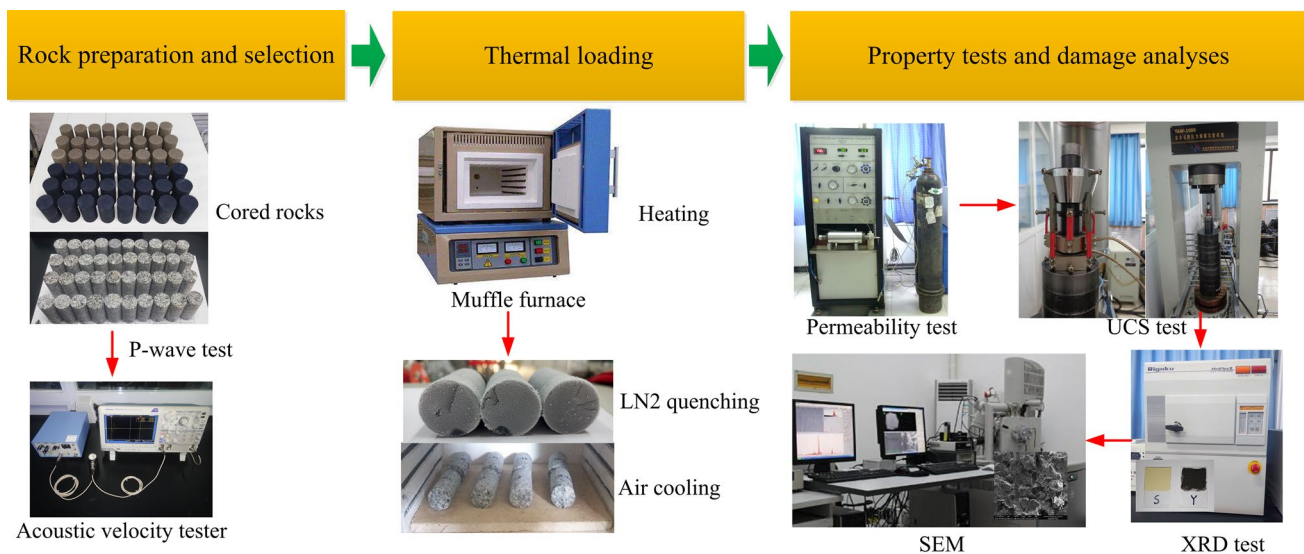 Rock preparation and selection
Thermal loading
Property tests and damage analyses
Cored rocks
P-wave test
Acoustic velocity tester
Heating
Muffle furnace
LN2 quenching
Air cooling
Permeability test
UCS test
Rigaku
S Y
SEM
XRD test